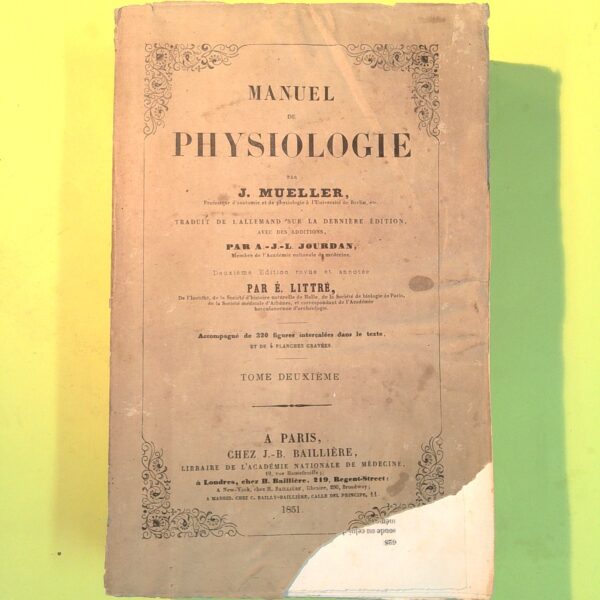 MANUEL
DE
PHYSIOLOGIE
PAR
J. MUELLER,
Professeur d'anatomie et de physiologie à l'Université de Berlin, etc.
TRADUIT DE L'ALLEMAND SUR LA DERNIÈRE ÉDITION,
AVEC DES ADDITIONS,
PAR A.-J.-L. JOURDAN,
Membre de l'Académie nationale de médecine.
Deuxième Édition revue et annotée
PAR É. LITTRÉ,
De l'Institut, de la Société d'histoire naturelle de Halle, de la Société de biologie de Paris,
de la Société médicale d'Athènes, et correspondant de l'Académie
herculanéenne d'archéologie.
Accompagné de 320 figures intercalées dans le texte,
ET DE 4 PLANCHES GRAVÉES.
TOME DEUXIÈME
A PARIS,
CHEZ J.-B. BAILLIÈRE,
LIBRAIRE DE L'ACADÉMIE NATIONALE DE MÉDECINE,
19, rue Hautefeuille;
à Londres, chez H. Baillière, 219, Regent-Street;
A New-York, chez H. BAILLIÈRE, libraire, 290, Broadway;
A MADRID, CHEZ C. BAILLY-BAILLIÈRE, CALLE DEL PRINCIPE, 11
1851.